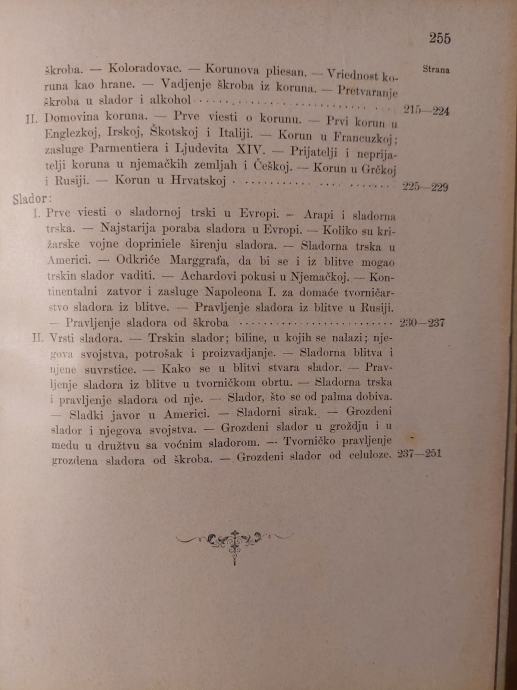 255
Strana
škroba. — Koloradovac. — Korunova pliesan. — Vriednost ko-
runa kao hrane. — Vadjenje škroba iz koruna. — Pretvaranje
škroba u slador i alkohol · · · · · · · · · · · · · · · · · 215—224
II. Domovina koruna. — Prve viesti o korunu. — Prvi korun u
Englezkoj, Irskoj, Škotskoj i Italiji. — Korun u Francuzkoj;
zasluge Parmentiera i Ljudevita XIV. — Prijatelji i neprija-
telji koruna u njemačkih zemljah i Českoj. — Korun u Grčkoj
i Rusiji. — Korun u Hrvatskoj · · · · · · · · · · · · · · · 225—229
Slador:
I. Prve viesti o sladornoj trski u Evropi. — Arapi i sladorna
trska. — Najstarija poraba sladora u Evropi. — Koliko su kri-
žarske vojne dopriniele širenju sladora. — Sladorna trska u
Americi. — Odkriće Marggrafa, da bi se i iz blitve mogao
trskin slador vaditi. — Achardovi pokusi u Njemačkoj. — Kon-
tinentalni zatvor i zasluge Napoleona I. za domaće tvorničar-
stvo sladora iz blitve. — Pravljenje sladora iz blitve u Rusiji.
— Pravljenje sladora od škroba · · · · · · · · · · · · · · · 230—237
II. Vrsti sladora. — Trskin slador; biline, u kojih se nalazi; nje-
gova svojstva, potrošak i proizvadjanje. — Sladorna blitva i
njene suvrstice. — Kako se u blitvi stvara slador. — Prav-
ljenje sladora iz blitve u tvorničkom obrtu. — Sladorna trska
i pravljenje sladora od nje. — Slador, što se od palma dobiva.
— Sladki javor u Americi. — Sladorni sirak. — Grozdeni
slador i njegova svojstva. — Grozdeni slador u groždju i u
medu u družtvu sa voćnim sladorom. — Tvorničko pravljenje
grozdena sladora od škroba. — Grozdeni slador od celuloze. 237—251